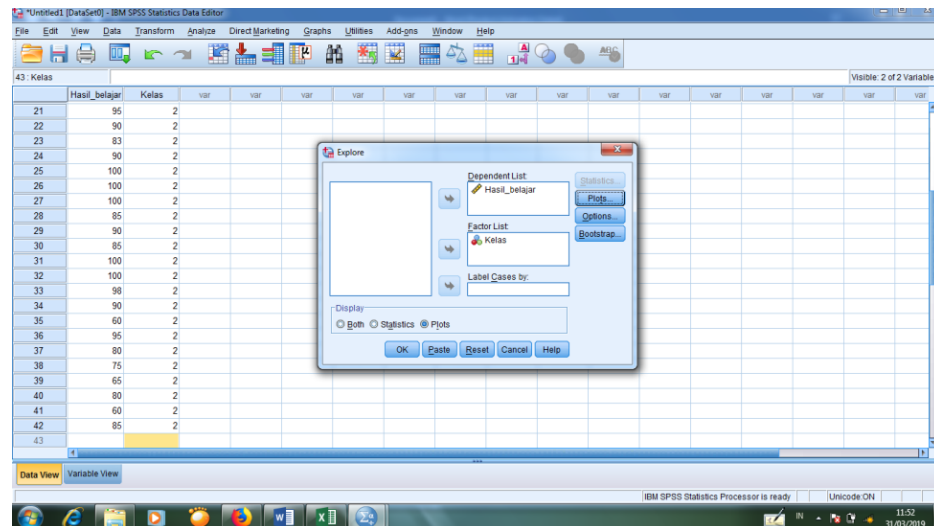 *Untitled1 [DataSet0] - IBM SPSS Statistics Data Editor
File Edit View Data Transform Analyze Direct Marketing Graphs Utilities Add-ons Window Help
43 : Kelas
Visible: 2 of 2 Variable
Hasil_belajar Kelas var var var var var var var var var var var var var var
21 95 2
22 90 2
23 83 2
24 90 2
25 100 2
26 100 2
27 100 2
28 85 2
29 90 2
30 85 2
31 100 2
32 100 2
33 98 2
34 90 2
35 60 2
36 95 2
37 80 2
38 75 2
39 65 2
40 80 2
41 60 2
42 85 2
43
Explore
Dependent List:
Hasil_belajar
Factor List:
Kelas
Label Cases by:
Statistics...
Plots...
Options...
Bootstrap...
Display
Both Statistics Plots
OK Paste Reset Cancel Help
Data View Variable View
IBM SPSS Statistics Processor is ready Unicode:ON
IN 11:52
31/03/2019